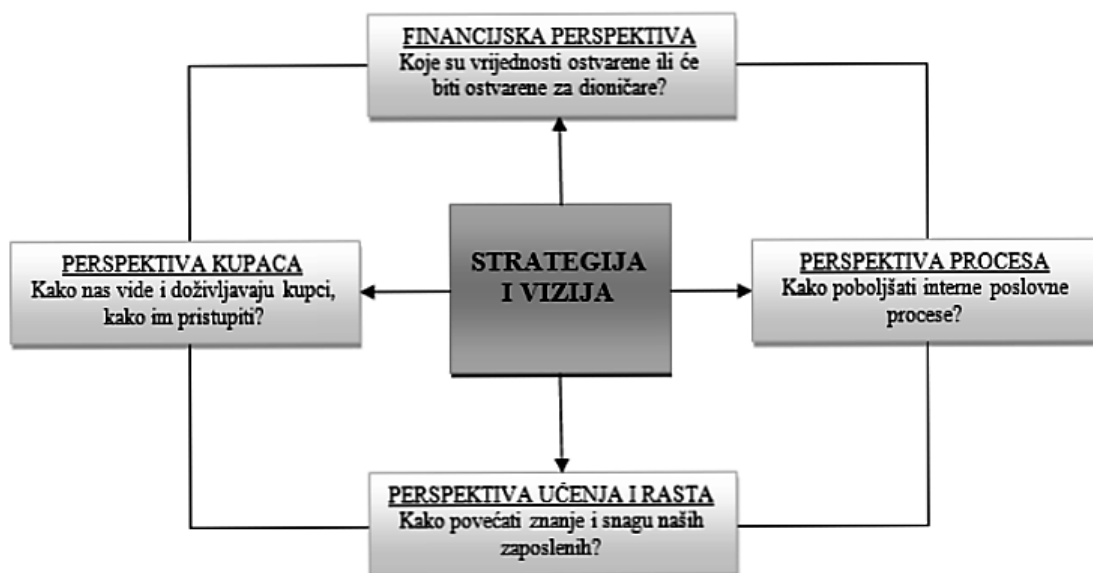 FINANCIJSKA PERSPEKTIVA
Koje su vrijednosti ostvarene ili će
biti ostvarene za dioničare?
PERSPEKTIVA KUPACA
Kako nas vide i doživljavaju kupci,
kako im pristupiti?
STRATEGIJA
I VIZIJA
PERSPEKTIVA PROCESA
Kako poboljšati interne poslovne
procese?
PERSPEKTIVA UČENJA I RASTA
Kako povećati znanje i snagu naših
zaposlenih?